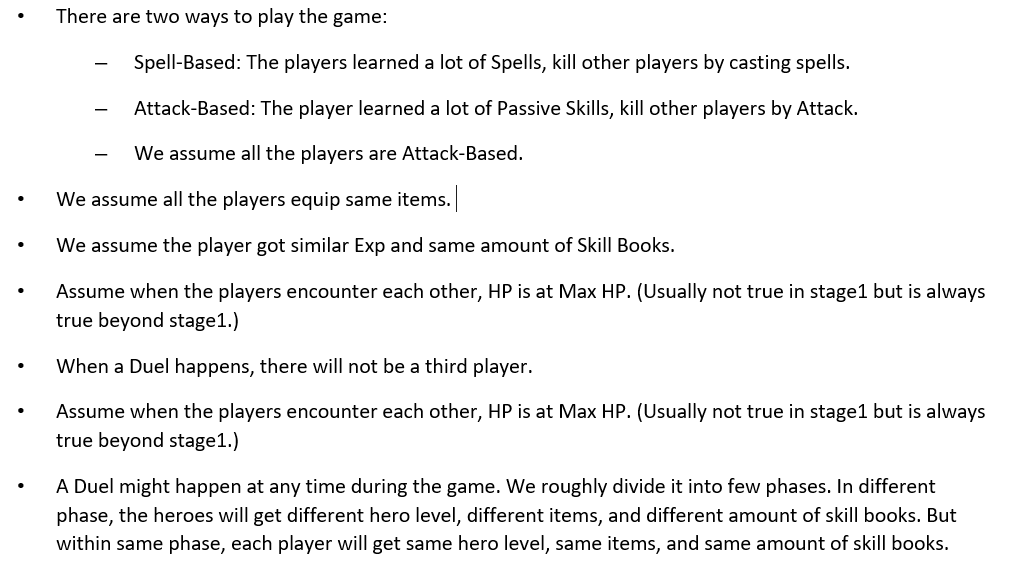 • There are two ways to play the game:
– Spell-Based: The players learned a lot of Spells, kill other players by casting spells.
– Attack-Based: The player learned a lot of Passive Skills, kill other players by Attack.
– We assume all the players are Attack-Based.
• We assume all the players equip same items.
• We assume the player got similar Exp and same amount of Skill Books.
• Assume when the players encounter each other, HP is at Max HP. (Usually not true in stage1 but is always
true beyond stage1.)
• When a Duel happens, there will not be a third player.
• Assume when the players encounter each other, HP is at Max HP. (Usually not true in stage1 but is always
true beyond stage1.)
• A Duel might happen at any time during the game. We roughly divide it into few phases. In different
phase, the heroes will get different hero level, different items, and different amount of skill books. But
within same phase, each player will get same hero level, same items, and same amount of skill books.